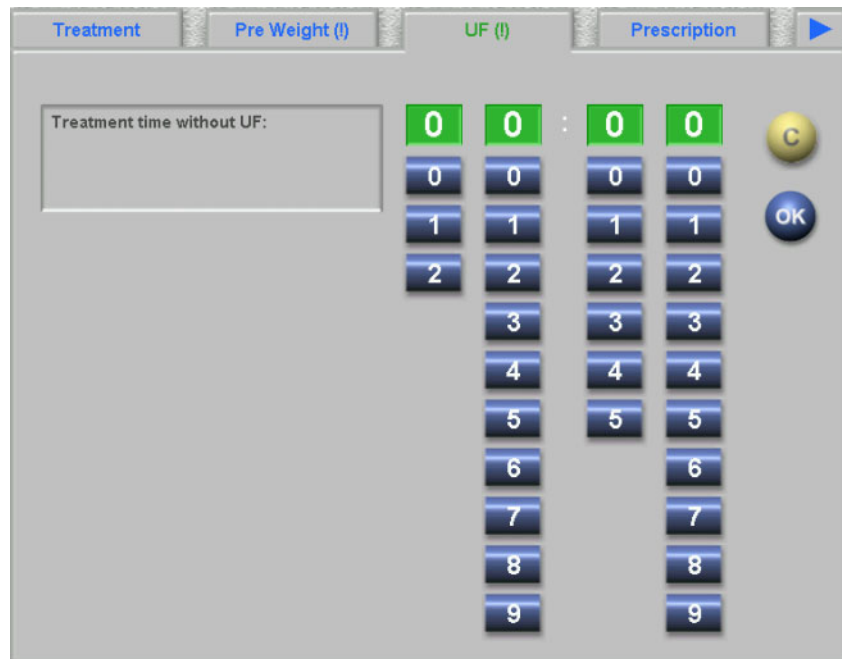 Treatment Pre Weight (!) UF (!) Prescription
Treatment time without UF: 0 0 : 0 0
C
0 0 0 0
1 1 1 1
OK
2 2 2 2
3 3 3
4 4 4
5 5 5
6 6
7 7
8 8
9 9